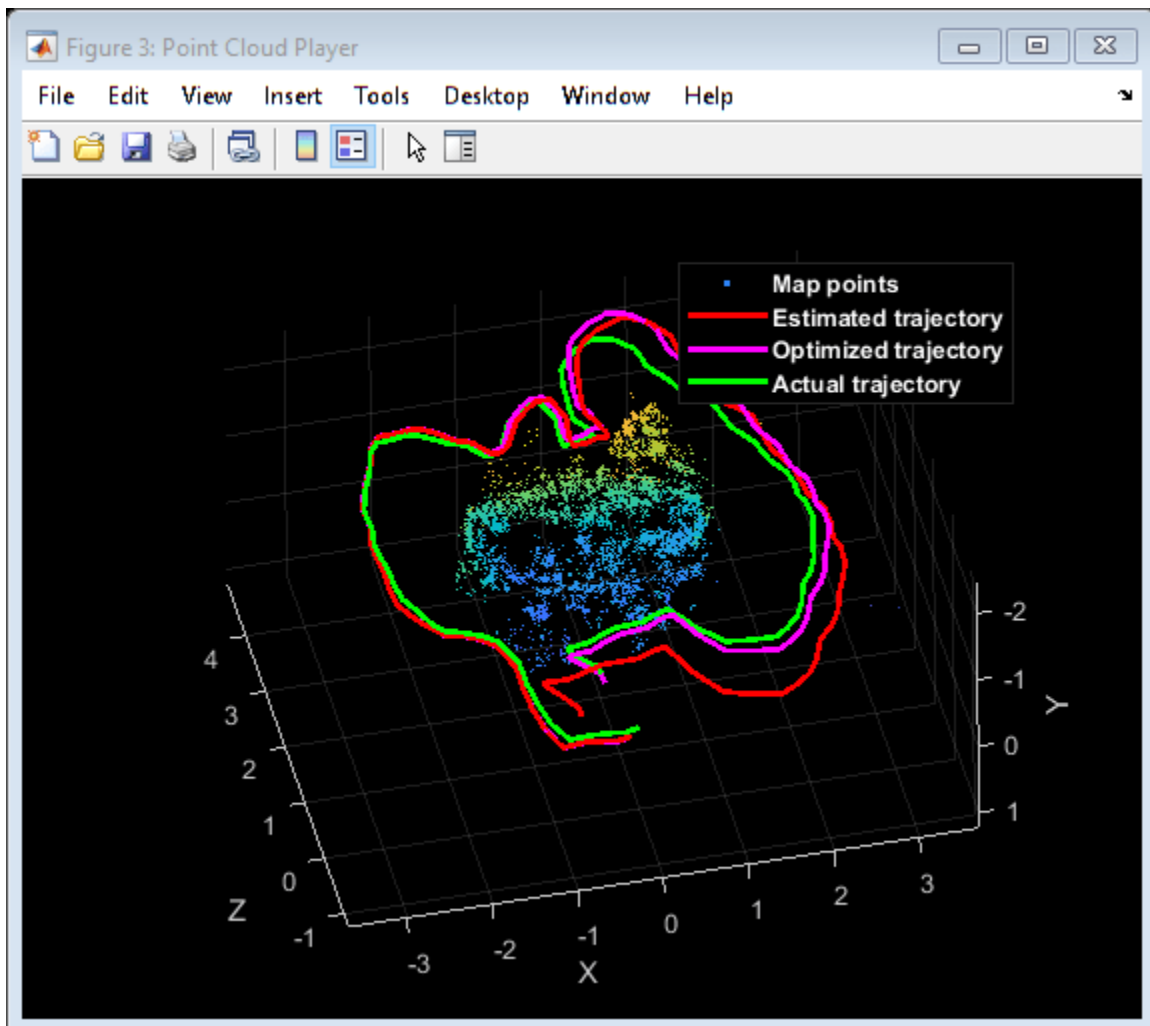 Figure 3: Point Cloud Player
File Edit View Insert Tools Desktop Window Help
Map points
Estimated trajectory
Optimized trajectory
Actual trajectory
4
3
2
1
0
-1
Z
-3
-2
-1
0
1
2
3
X
-2
-1
0
1
Y